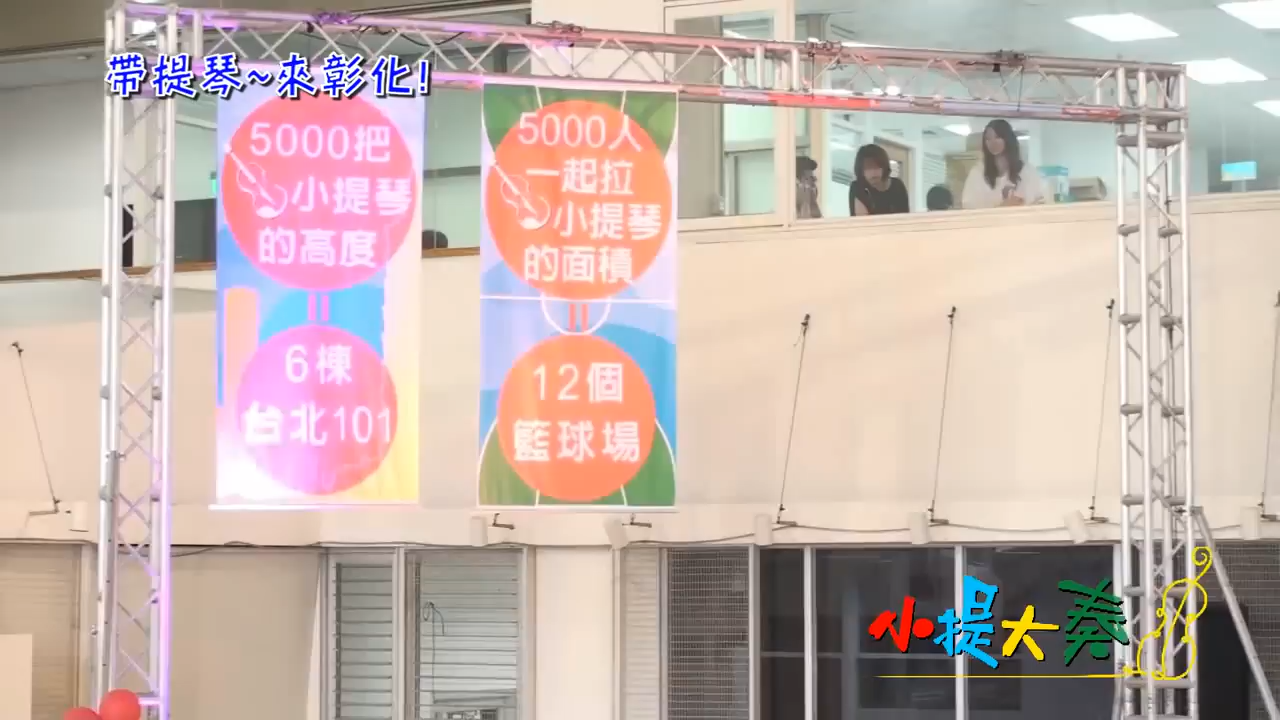 帶提琴~來彰化!
5000把
小提琴
的高度
=
6棟
台北101
5000人
一起拉
小提琴
的面積
=
12個
籃球場
小提大奏